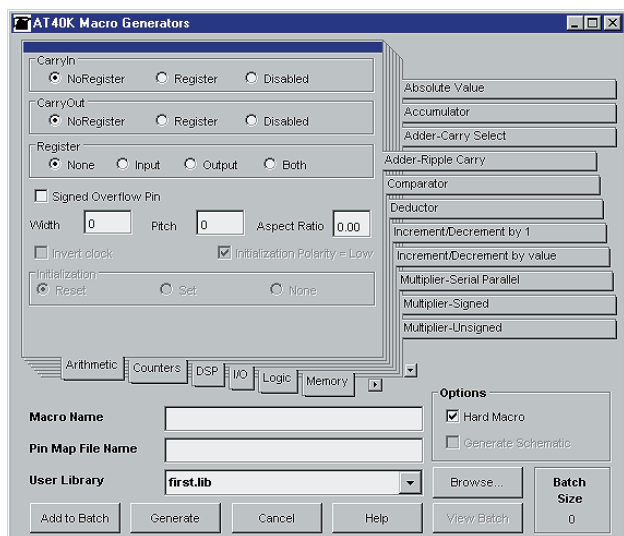 AT40K Macro Generators
CarryIn
NoRegister Register Disabled
CarryOut
NoRegister Register Disabled
Register
None Input Output Both
Signed Overflow Pin
Width 0 Pitch 0 Aspect Ratio 0.00
Invert clock Initialization Polarity = Low
Initialization
Reset Set None
Absolute Value
Accumulator
Adder-Carry Select
Adder-Ripple Carry
Comparator
Deductor
Increment/Decrement by 1
Increment/Decrement by value
Multiplier-Serial Parallel
Multiplier-Signed
Multiplier-Unsigned
Arithmetic Counters DSP I/O Logic Memory
Macro Name
Pin Map File Name
User Library first.lib
Options
Hard Macro
Generate Schematic
Browse...
Batch Size
0
Add to Batch Generate Cancel Help View Batch